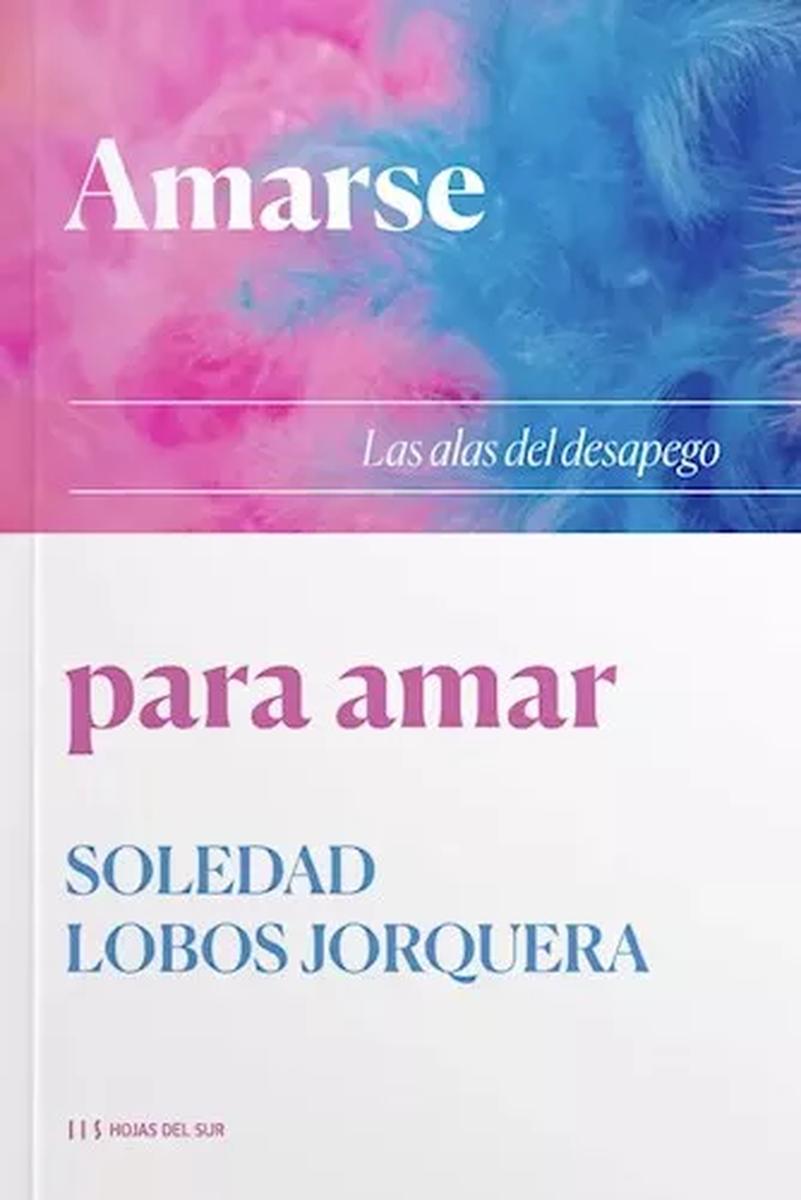 Amarse
Las alas del desapego
para amar
SOLEDAD
LOBOS JORQUERA
HOJAS DEL SUR